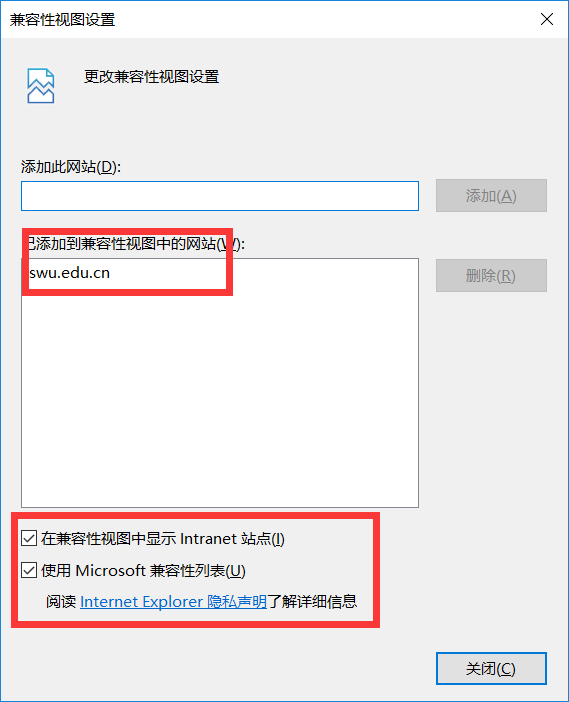 兼容性视图设置
更改兼容性视图设置
添加此网站(D):
添加(A)
已添加到兼容性视图中的网站(W):
swu.edu.cn
删除(R)
在兼容性视图中显示 Intranet 站点(I)
使用 Microsoft 兼容性列表(U)
阅读 Internet Explorer 隐私声明了解详细信息
关闭(C)